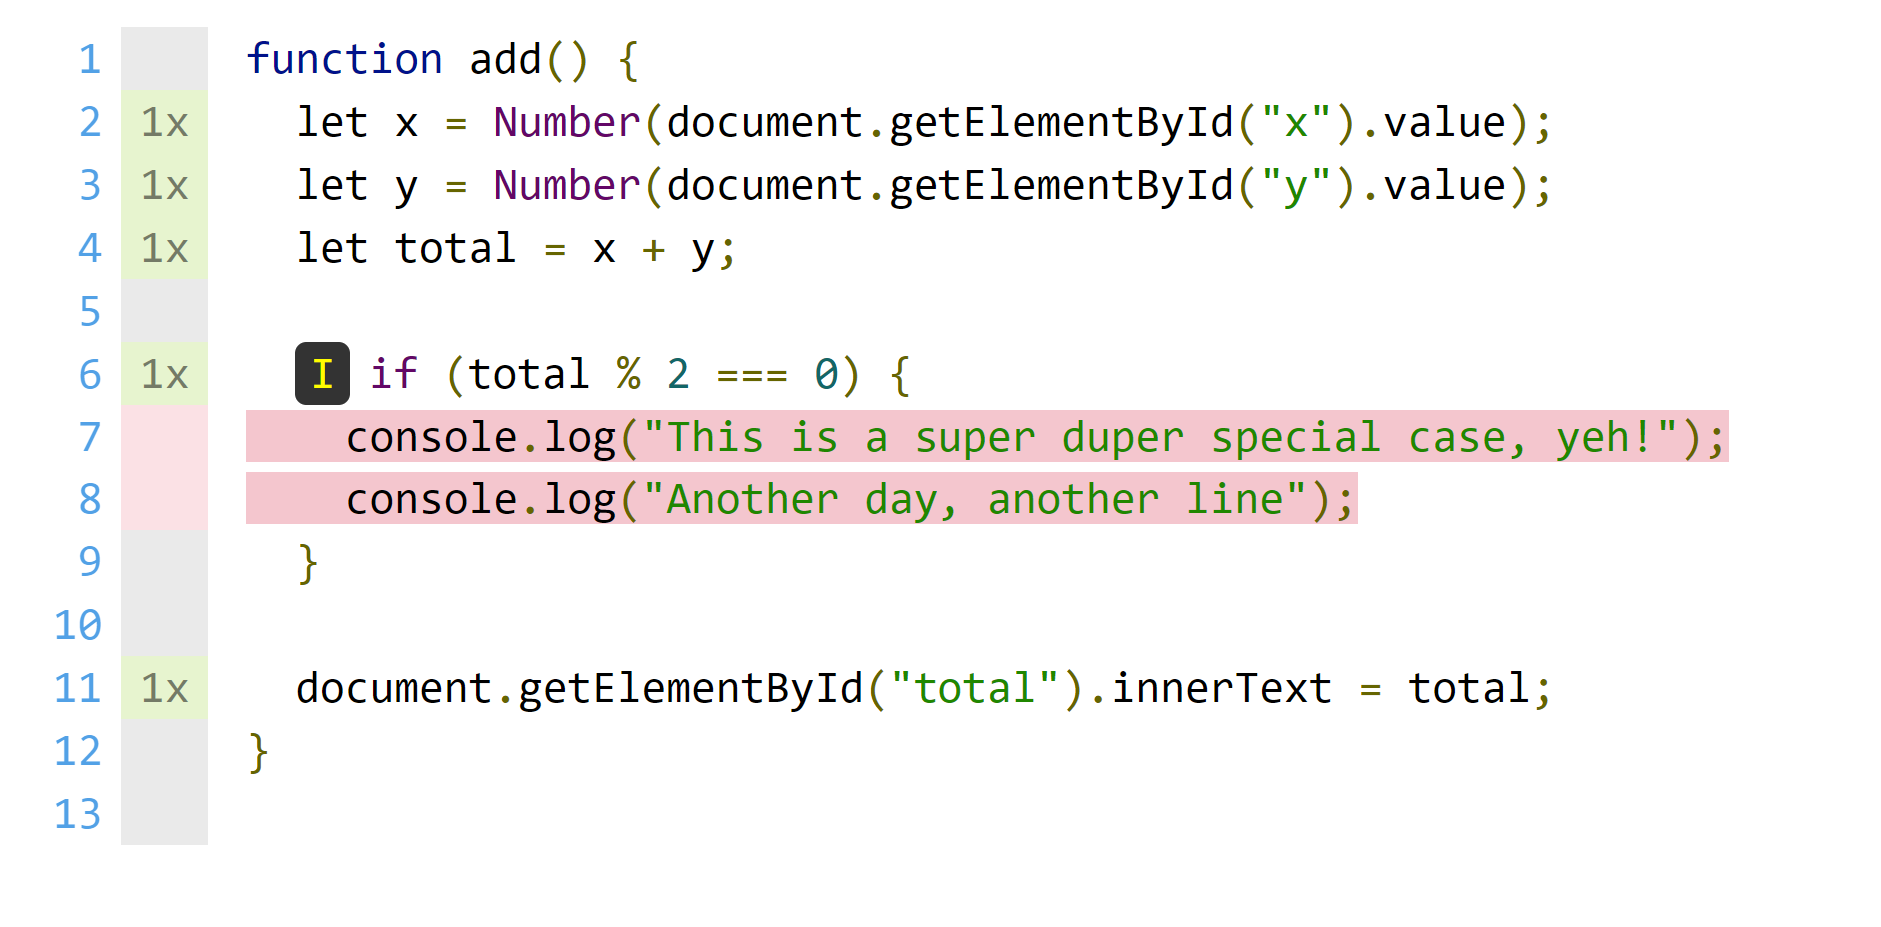 1 function add() {
2 1x let x = Number(document.getElementById("x").value);
3 1x let y = Number(document.getElementById("y").value);
4 1x let total = x + y;
5
6 1x I if (total % 2 === 0) {
7 console.log("This is a super duper special case, yeh!");
8 console.log("Another day, another line");
9 }
10
11 1x document.getElementById("total").innerText = total;
12 }
13